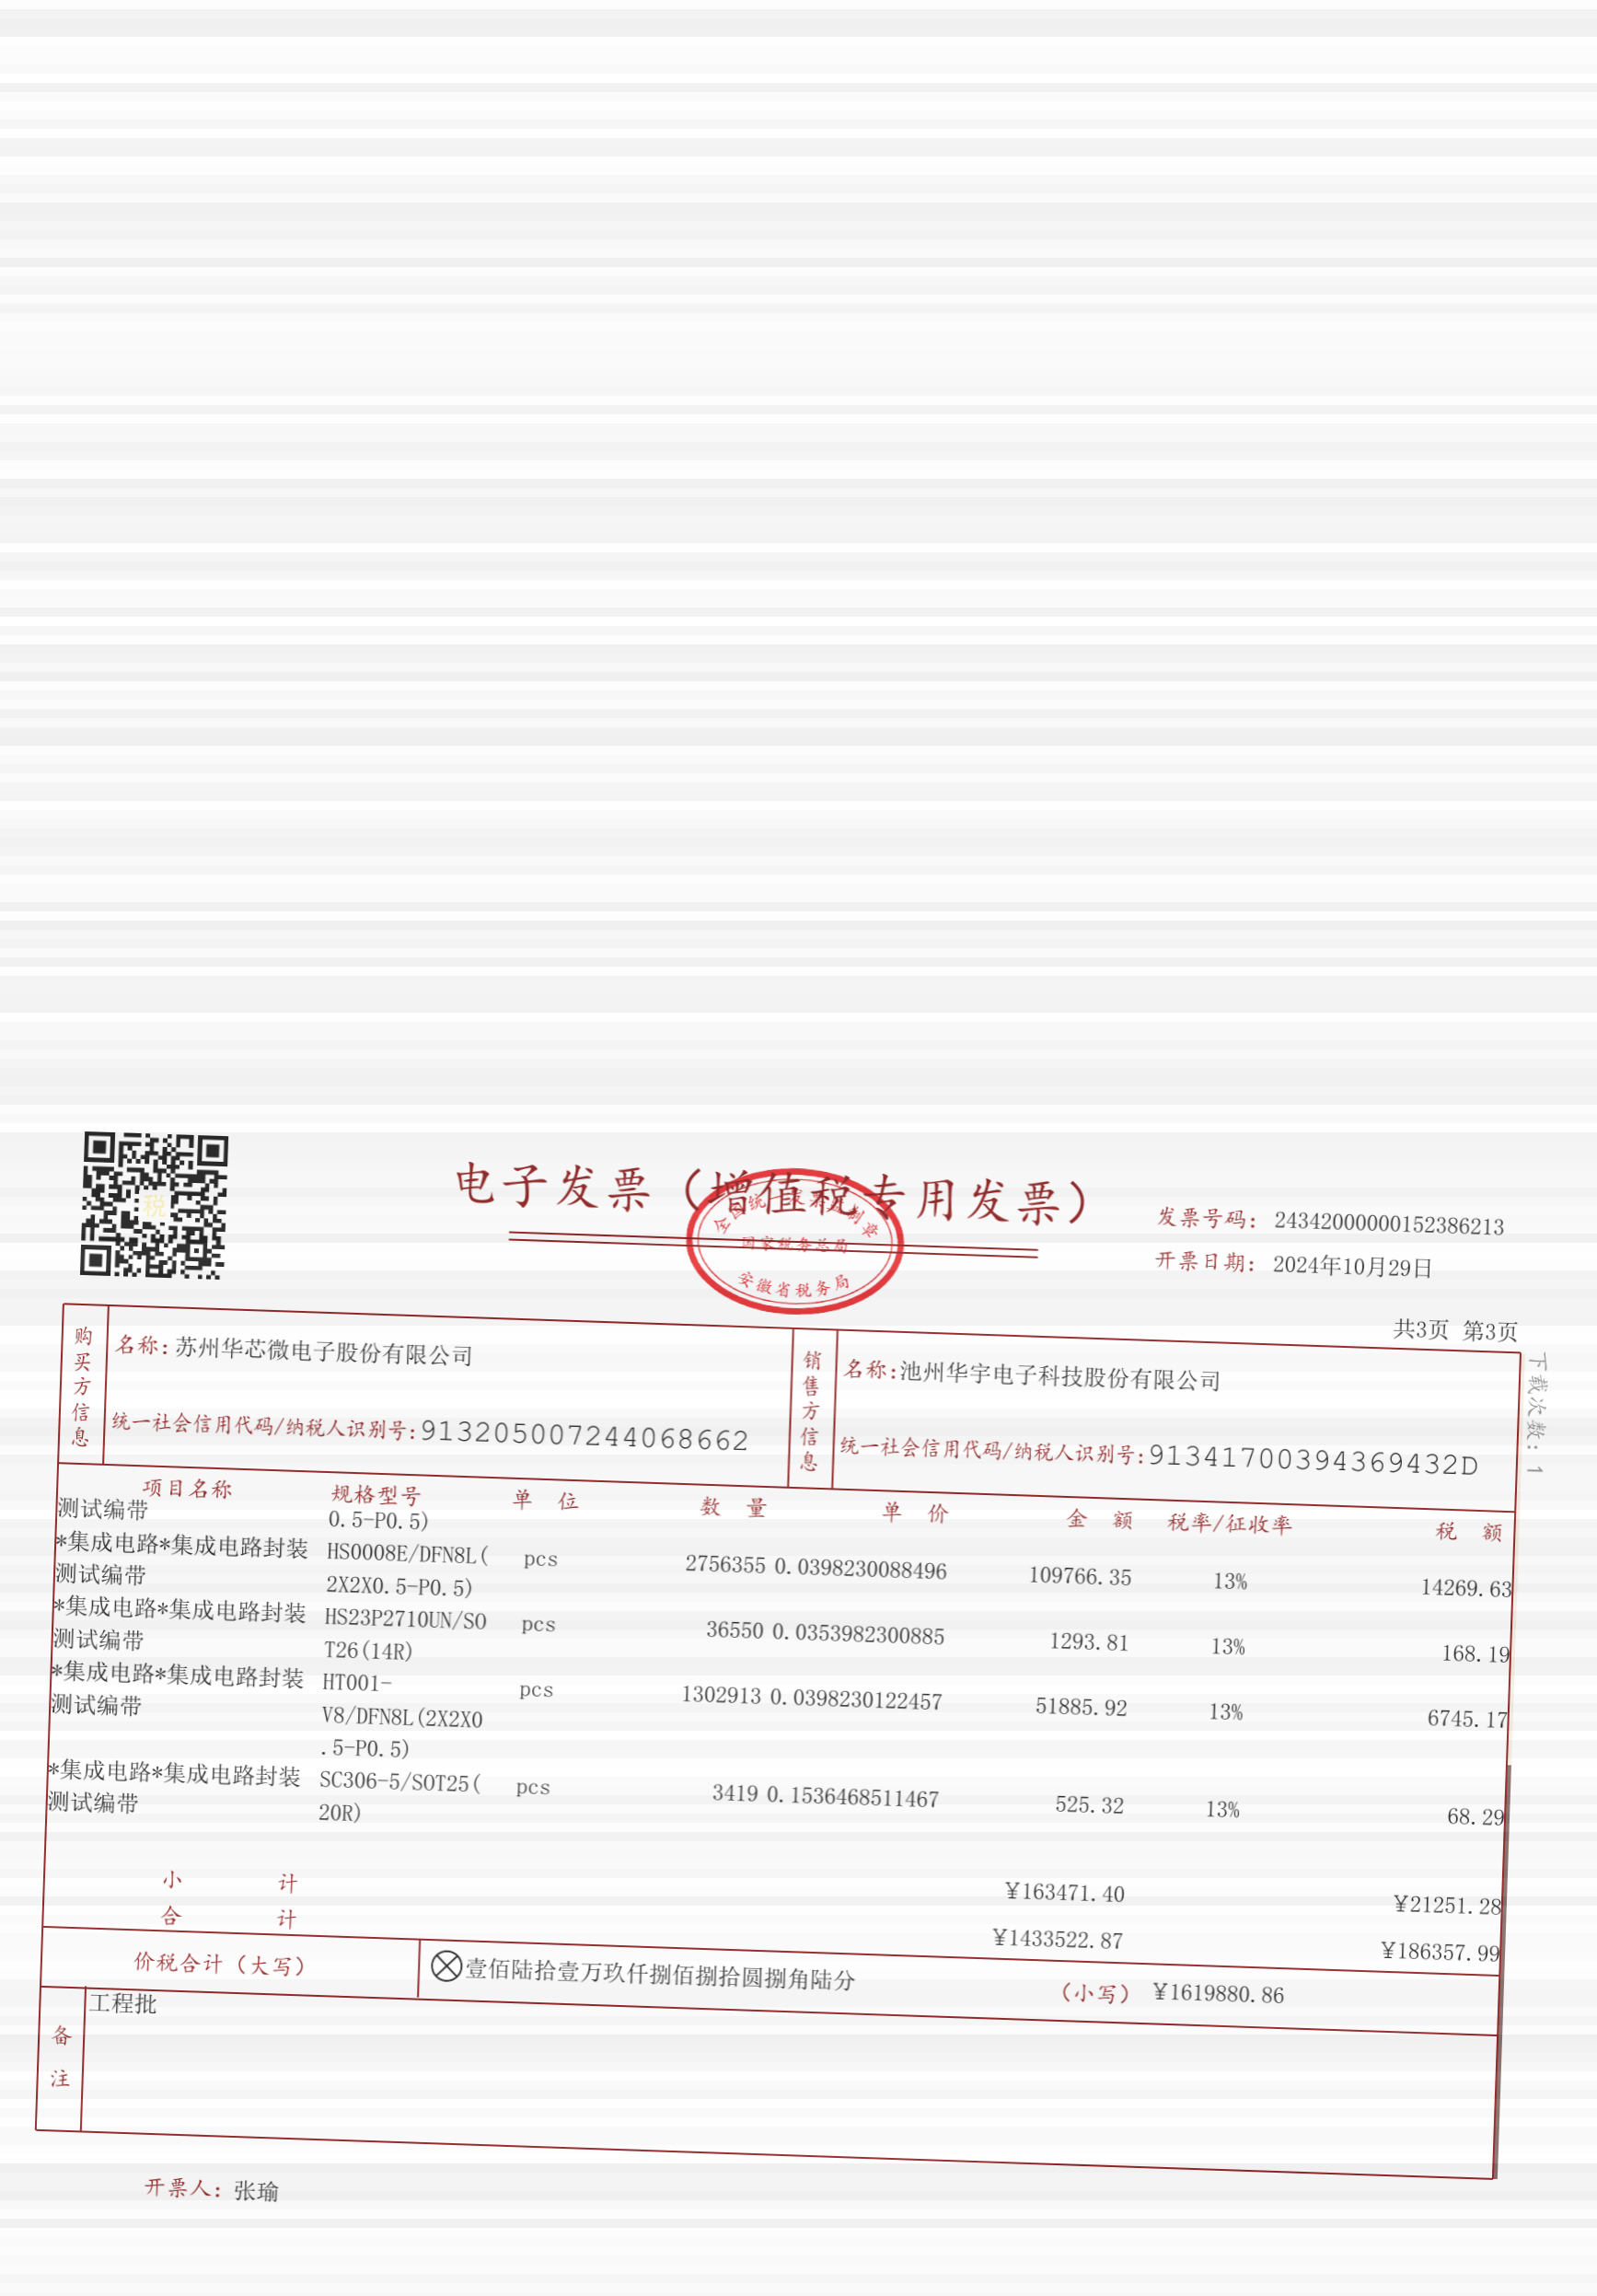 电子发票（增值税专用发票）
全国统一发票监制章
国家税务总局
安徽省税务局
税
发票号码：24342000000152386213
开票日期：2024年10月29日
共3页 第3页
下载次数：1
购买方信息
名称：苏州华芯微电子股份有限公司
统一社会信用代码/纳税人识别号：913205007244068662
销售方信息
名称：池州华宇电子科技股份有限公司
统一社会信用代码/纳税人识别号：91341700394369432D
项目名称 规格型号 单 位 数 量 单 价 金 额 税率/征收率 税 额
测试编带 0.5-P0.5)
*集成电路*集成电路封装 HS0008E/DFN8L( pcs 2756355 0.0398230088496 109766.35 13% 14269.63
测试编带 2X2X0.5-P0.5)
*集成电路*集成电路封装 HS23P2710UN/SO pcs 36550 0.0353982300885 1293.81 13% 168.19
测试编带 T26(14R)
*集成电路*集成电路封装 HT001- pcs 1302913 0.0398230122457 51885.92 13% 6745.17
测试编带 V8/DFN8L(2X2X0
.5-P0.5)
*集成电路*集成电路封装 SC306-5/SOT25( pcs 3419 0.1536468511467 525.32 13% 68.29
测试编带 20R)
小 计 ¥163471.40 ¥21251.28
合 计 ¥1433522.87 ¥186357.99
价税合计（大写） 壹佰陆拾壹万玖仟捌佰捌拾圆捌角陆分 （小写） ¥1619880.86
备注
工程批
开票人：张瑜